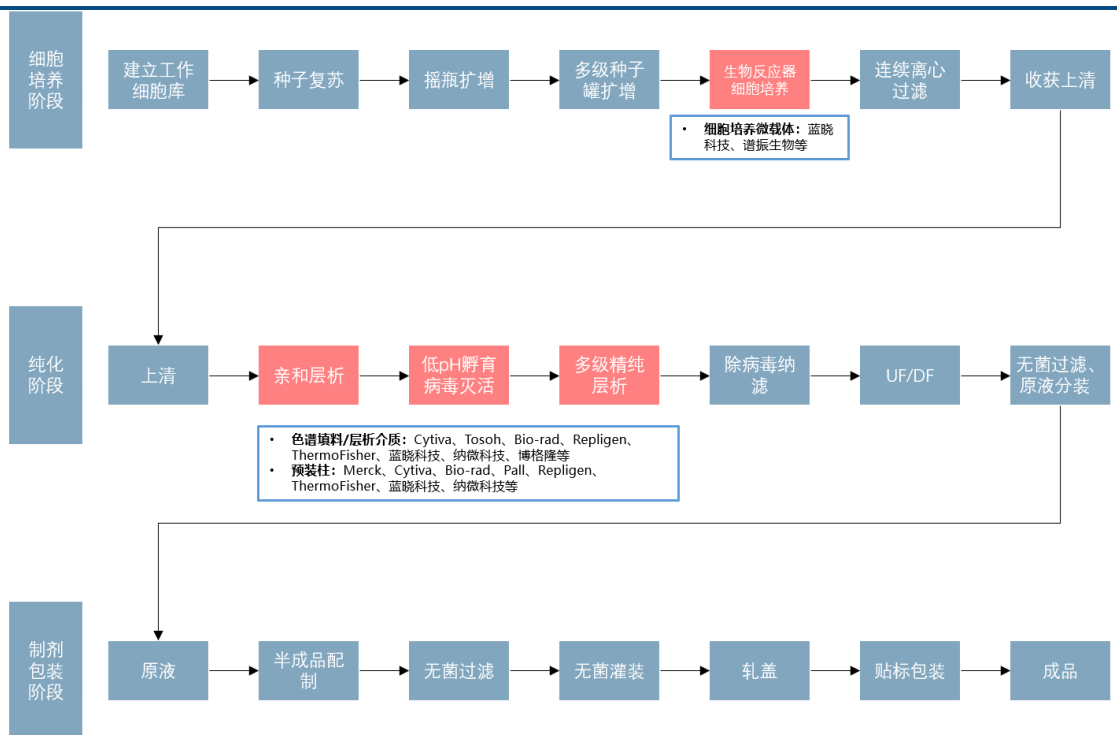 细胞
培养
阶段
建立工作
细胞库
种子复苏
摇瓶扩增
多级种子
罐扩增
生物反应器
细胞培养
连续离心
过滤
收获上清
• 细胞培养微载体：蓝晓
科技、谱振生物等
纯化
阶段
上清
亲和层析
低pH孵育
病毒灭活
多级精纯
层析
除病毒纳
滤
UF/DF
无菌过滤、
原液分装
• 色谱填料/层析介质：Cytiva、Tosoh、Bio-rad、Repligen、
ThermoFisher、蓝晓科技、纳微科技、博格隆等
• 预装柱：Merck、Cytiva、Bio-rad、Pall、Repligen、
ThermoFisher、蓝晓科技、纳微科技等
制剂
包装
阶段
原液
半成品配
制
无菌过滤
无菌灌装
轧盖
贴标包装
成品